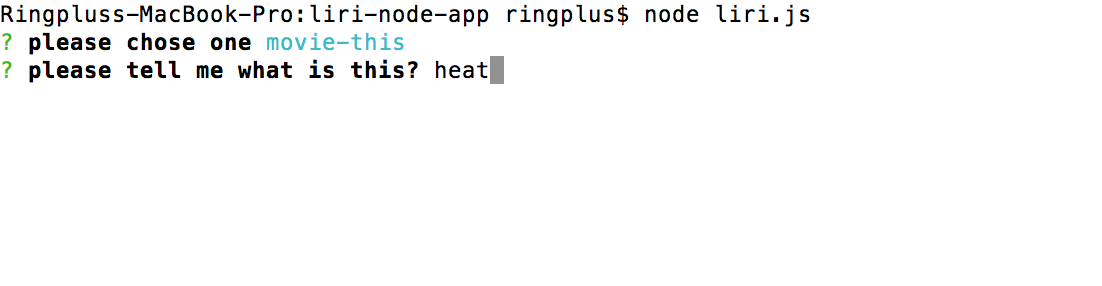 Ringpluss-MacBook-Pro:liri-node-app ringplus$ node liri.js
? please chose one movie-this
? please tell me what is this? heat